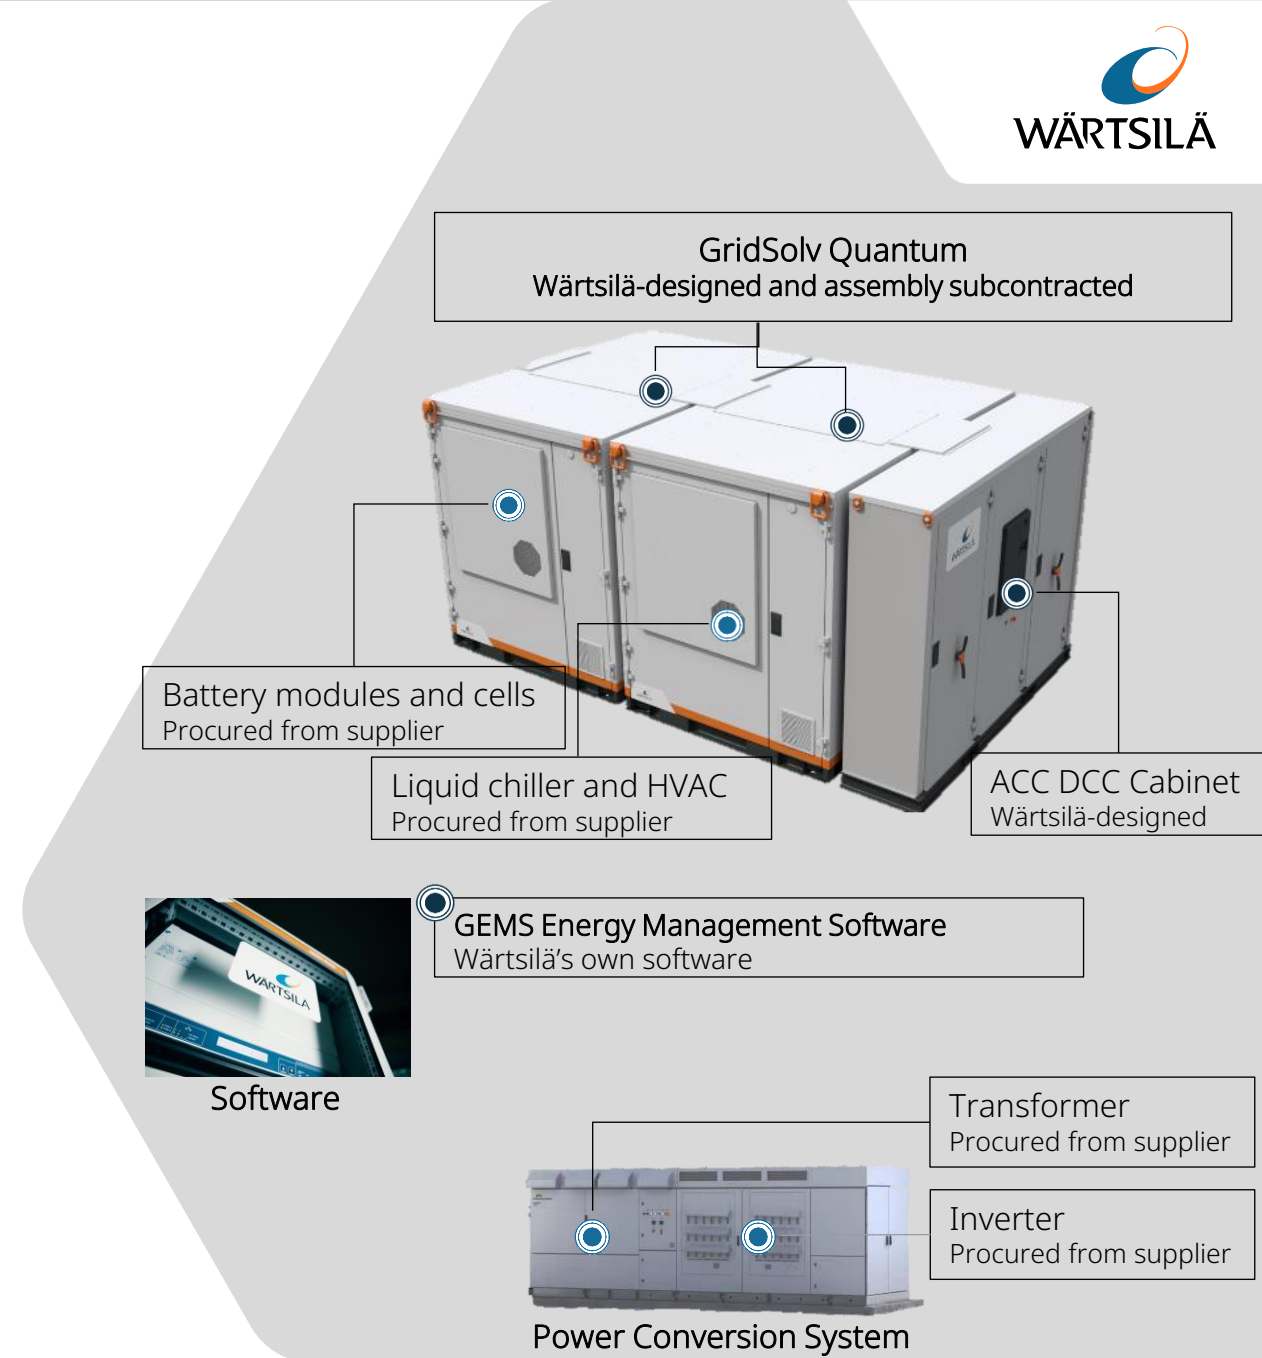 WÄRTSILÄ
GridSolv Quantum
Wärtsilä-designed and assembly subcontracted
WÄRTSILÄ
Battery modules and cells
Procured from supplier
Liquid chiller and HVAC
Procured from supplier
ACC DCC Cabinet
Wärtsilä-designed
GEMS Energy Management Software
Wärtsilä’s own software
WÄRTSILÄ
Software
Transformer
Procured from supplier
Inverter
Procured from supplier
Power Conversion System